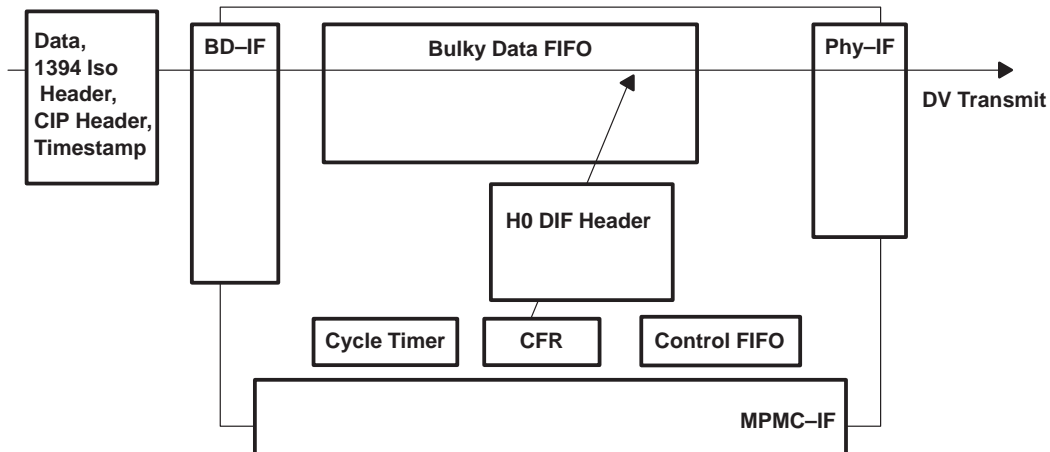 Data,
1394 Iso
Header,
CIP Header,
Timestamp
BD–IF
Bulky Data FIFO
Phy–IF
DV Transmit
H0 DIF Header
Cycle Timer
CFR
Control FIFO
MPMC–IF